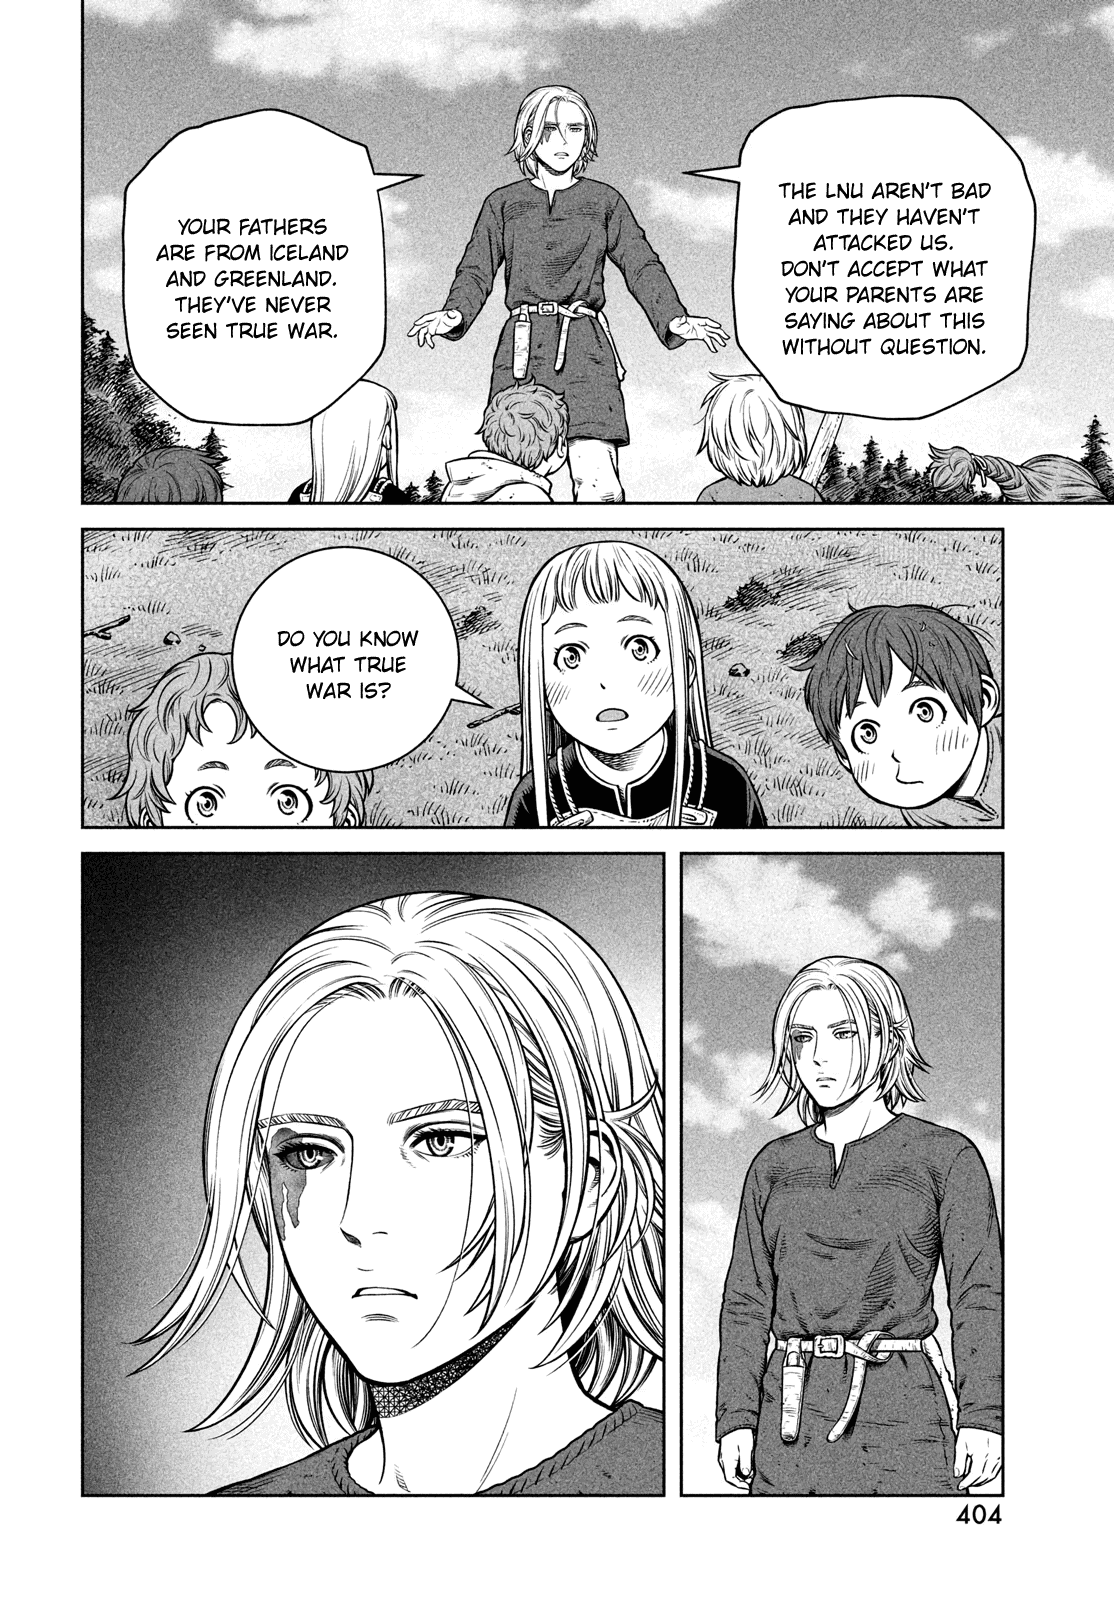 THE LNU AREN'T BAD
AND THEY HAVEN'T
ATTACKED US.
DON'T ACCEPT WHAT
YOUR PARENTS ARE
SAYING ABOUT THIS
WITHOUT QUESTION.
YOUR FATHERS
ARE FROM ICELAND
AND GREENLAND.
THEY'VE NEVER
SEEN TRUE WAR.
DO YOU KNOW
WHAT TRUE
WAR IS?
404